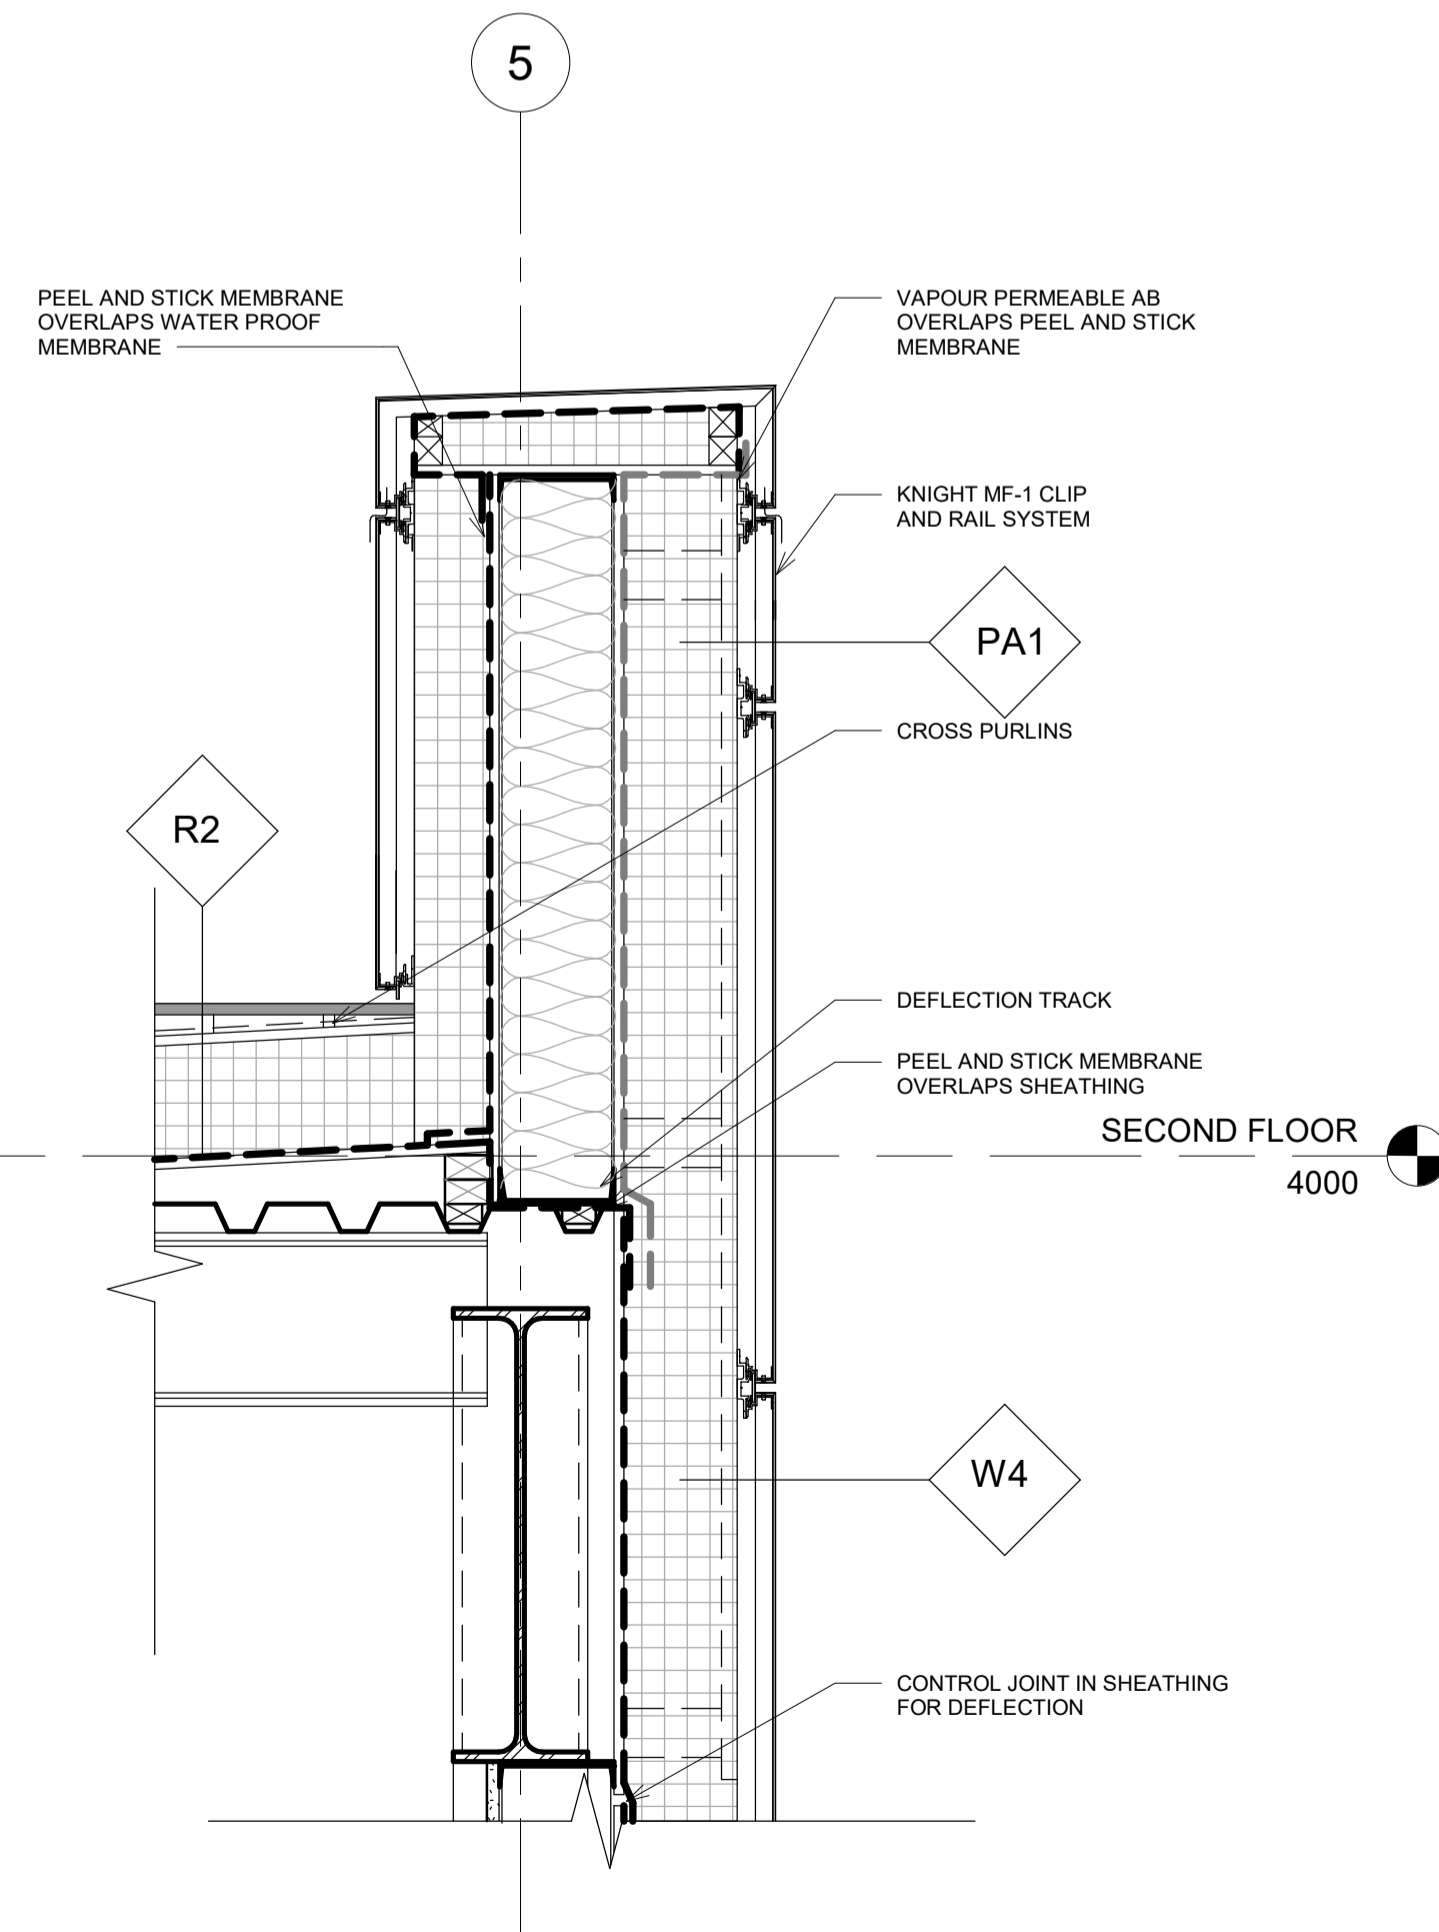 5
PEEL AND STICK MEMBRANE
OVERLAPS WATER PROOF
MEMBRANE
VAPOUR PERMEABLE AB
OVERLAPS PEEL AND STICK
MEMBRANE
KNIGHT MF-1 CLIP
AND RAIL SYSTEM
PA1
CROSS PURLINS
R2
DEFLECTION TRACK
PEEL AND STICK MEMBRANE
OVERLAPS SHEATHING
SECOND FLOOR
4000
W4
CONTROL JOINT IN SHEATHING
FOR DEFLECTION